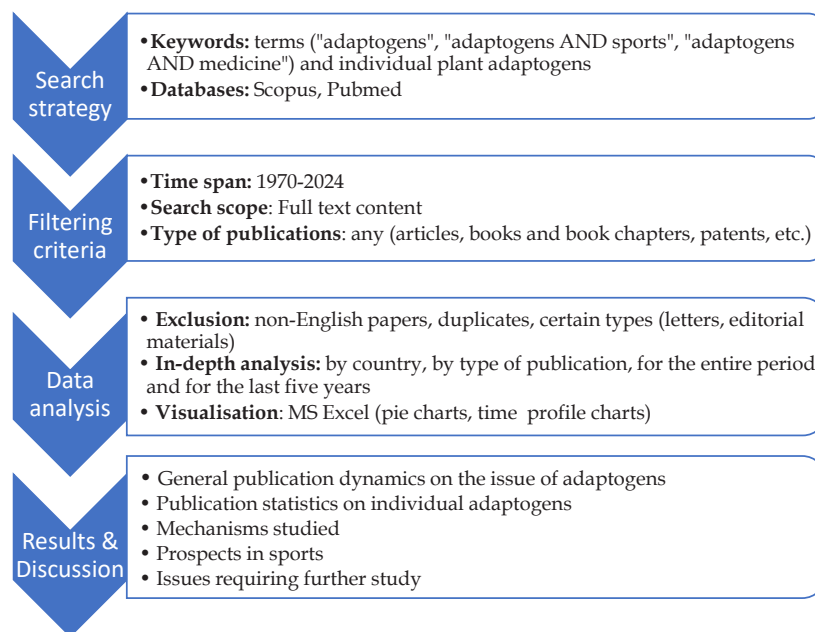 Search
strategy
•Keywords: terms ("adaptogens", "adaptogens AND sports", "adaptogens
AND medicine") and individual plant adaptogens
•Databases: Scopus, Pubmed
Filtering
criteria
•Time span: 1970-2024
•Search scope: Full text content
•Type of publications: any (articles, books and book chapters, patents, etc.)
Data
analysis
• Exclusion: non-English papers, duplicates, certain types (letters, editorial
materials)
• In-depth analysis: by country, by type of publication, for the entire period
and for the last five years
• Visualisation: MS Excel (pie charts, time profile charts)
Results &
Discussion
• General publication dynamics on the issue of adaptogens
• Publication statistics on individual adaptogens
• Mechanisms studied
• Prospects in sports
• Issues requiring further study